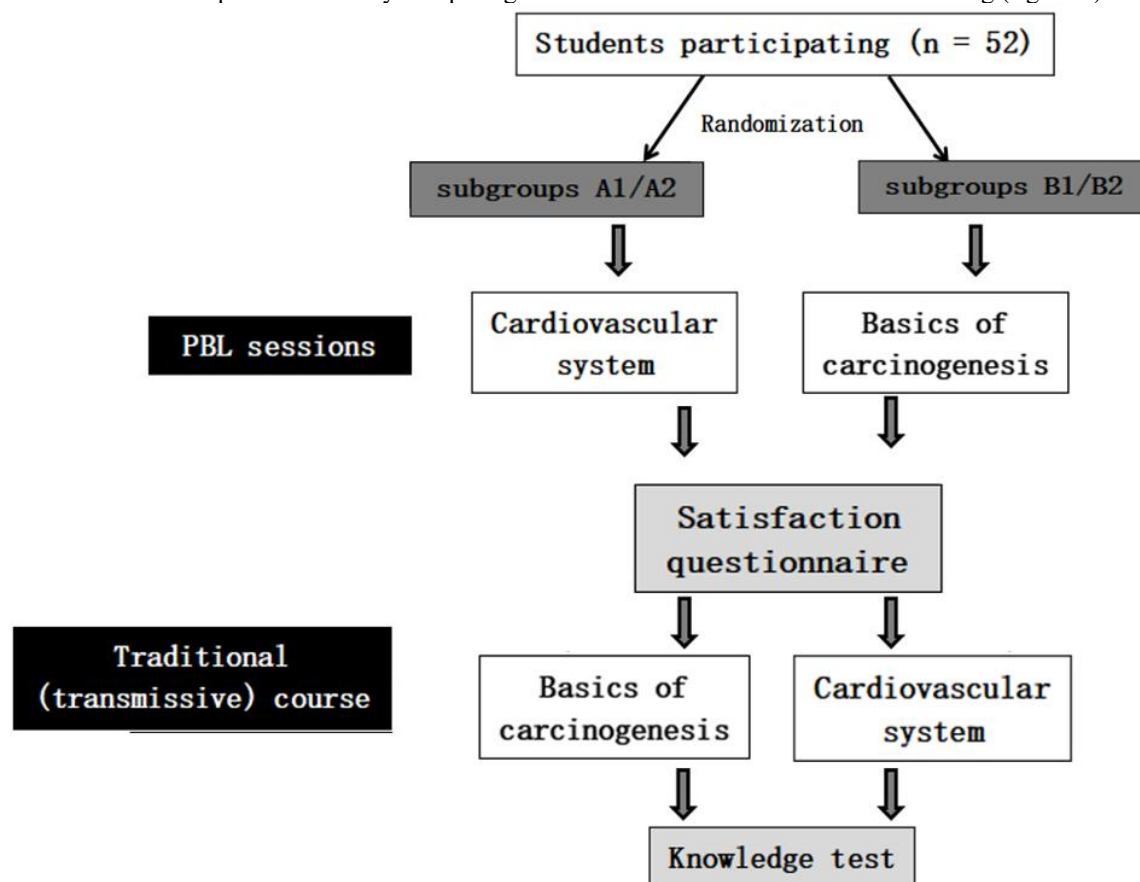 Students participating (n = 52)
Randomization
subgroups A1/A2
subgroups B1/B2
PBL sessions
Cardiovascular
system
Basics of
carcinogenesis
Satisfaction
questionnaire
Traditional
(transmissive) course
Basics of
carcinogenesis
Cardiovascular
system
Knowledge test